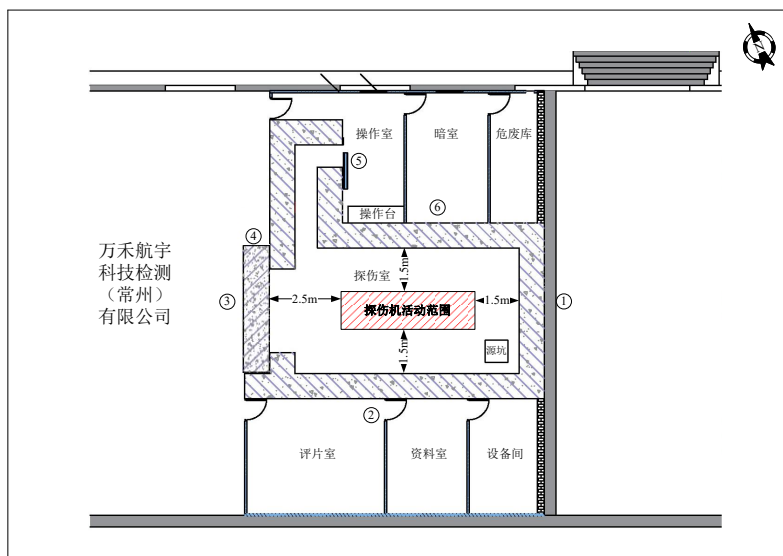 操作室
暗室
危废库
⑤
操作台
⑥
④
万禾航宇
科技检测
（常州）
有限公司
③
探伤室
1.5m
2.5m
探伤机活动范围
1.5m
①
1.5m
源坑
②
评片室
资料室
设备间